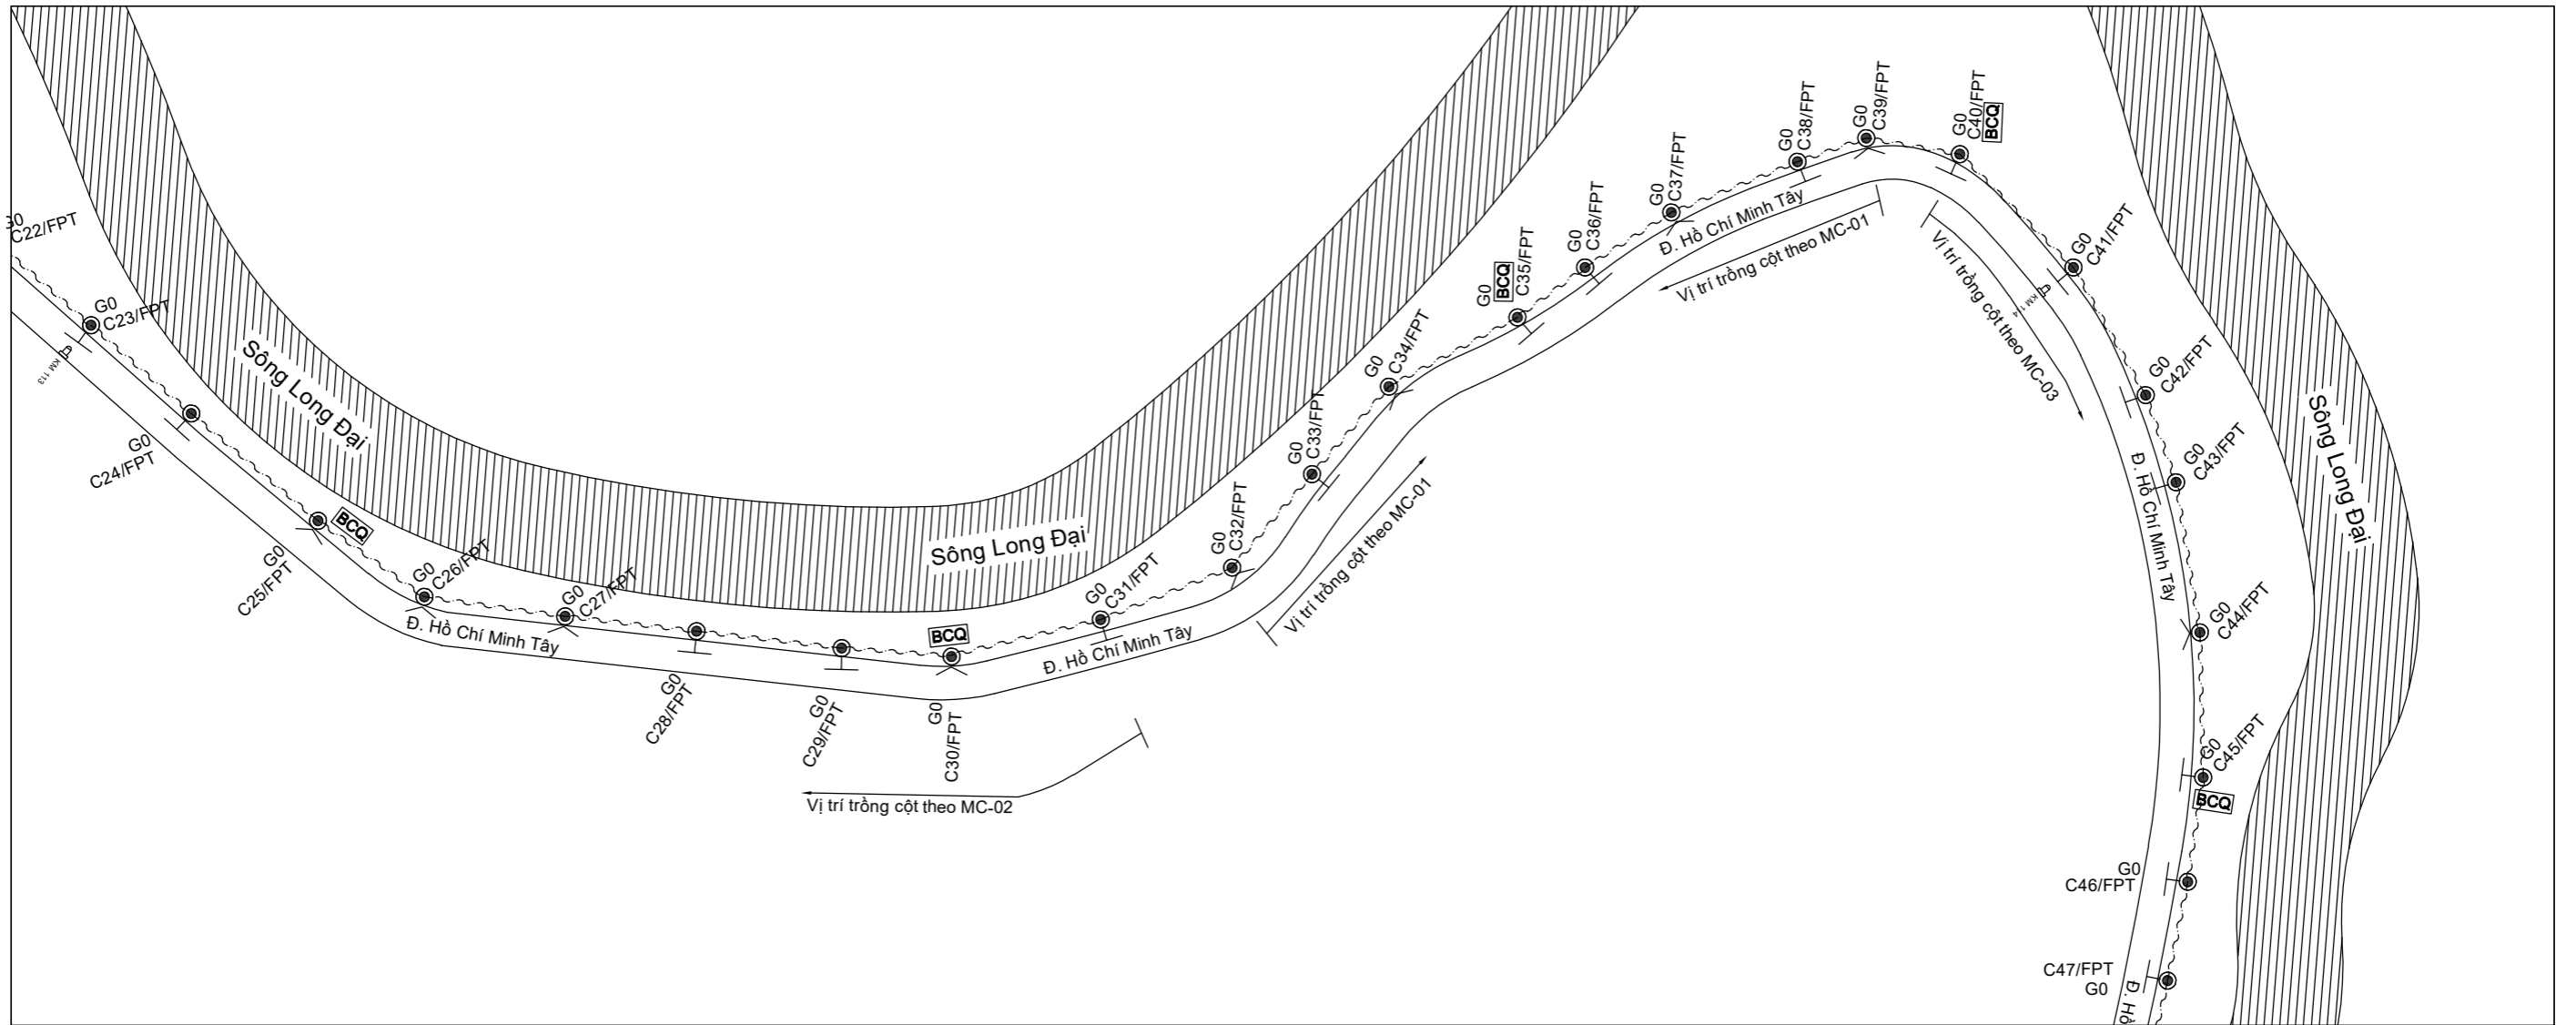 G0
C22/FPT
G0
C23/FPT
KM 113
G0
C24/FPT
Sông Long Đại
G0
C25/FPT
BCQ
G0
C26/FPT
Đ. Hồ Chí Minh Tây
G0
C27/FPT
G0
C28/FPT
G0
C29/FPT
BCQ
G0
C30/FPT
Vị trí trồng cột theo MC-02
Sông Long Đại
G0
C31/FPT
Đ. Hồ Chí Minh Tây
G0
C32/FPT
G0
C33/FPT
Vị trí trồng cột theo MC-01
G0
C34/FPT
G0
BCQ
C35/FPT
G0
C36/FPT
G0
C37/FPT
Đ. Hồ Chí Minh Tây
Vị trí trồng cột theo MC-01
G0
C38/FPT
G0
C39/FPT
G0
C40/FPT
BCQ
Vị trí trồng cột theo MC-03
G0
C41/FPT
KM 114
G0
C42/FPT
G0
C43/FPT
Đ. Hồ Chí Minh Tây
Sông Long Đại
G0
C44/FPT
G0
C45/FPT
BCQ
G0
C46/FPT
C47/FPT
G0
Đ. Hồ